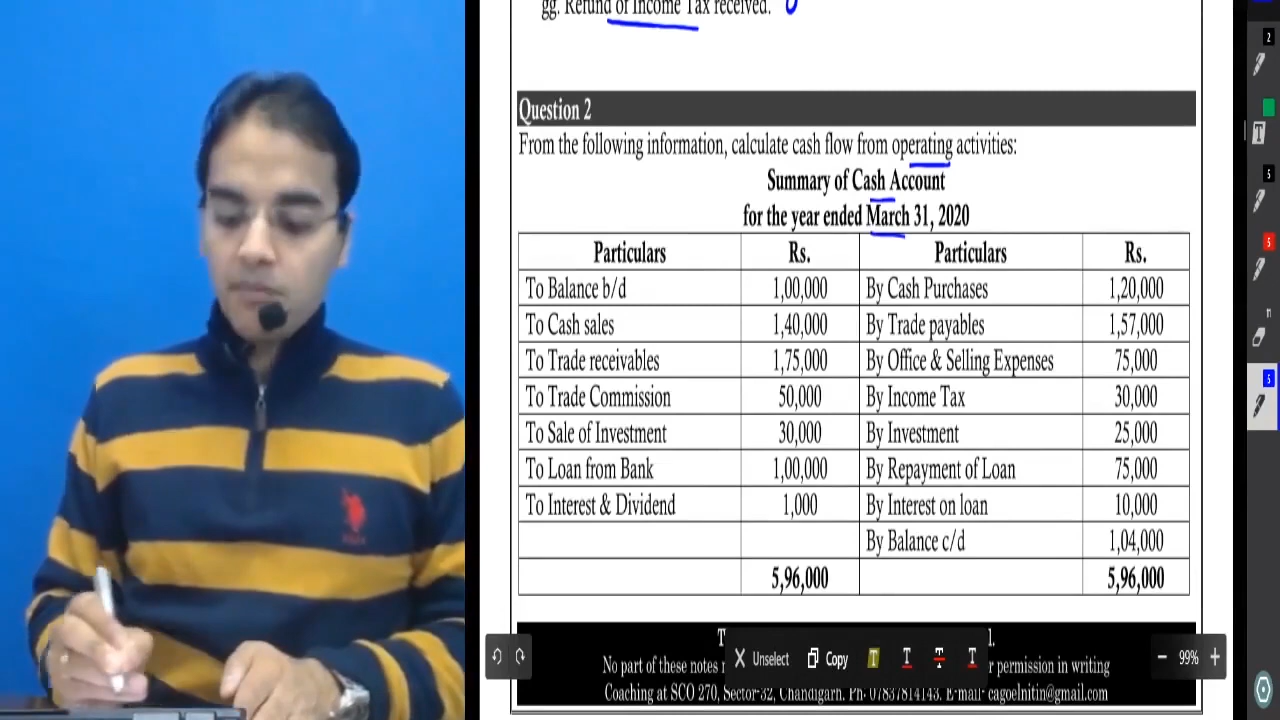 gg. Refund of Income Tax received.
Question 2
From the following information, calculate cash flow from operating activities:
Summary of Cash Account
for the year ended March 31, 2020
Particulars Rs. Particulars Rs.
To Balance b/d 1,00,000 By Cash Purchases 1,20,000
To Cash sales 1,40,000 By Trade payables 1,57,000
To Trade receivables 1,75,000 By Office & Selling Expenses 75,000
To Trade Commission 50,000 By Income Tax 30,000
To Sale of Investment 30,000 By Investment 25,000
To Loan from Bank 1,00,000 By Repayment of Loan 75,000
To Interest & Dividend 1,000 By Interest on loan 10,000
By Balance c/d 1,04,000
5,96,000 5,96,000
Unselect Copy T T T T
99%
No part of these notes r permission in writing
Coaching at SCO 270, Sector-32, Chandigarh. Ph- 07837814143. E-mail- cagoelnitin@gmail.com
2
T
5
5
5